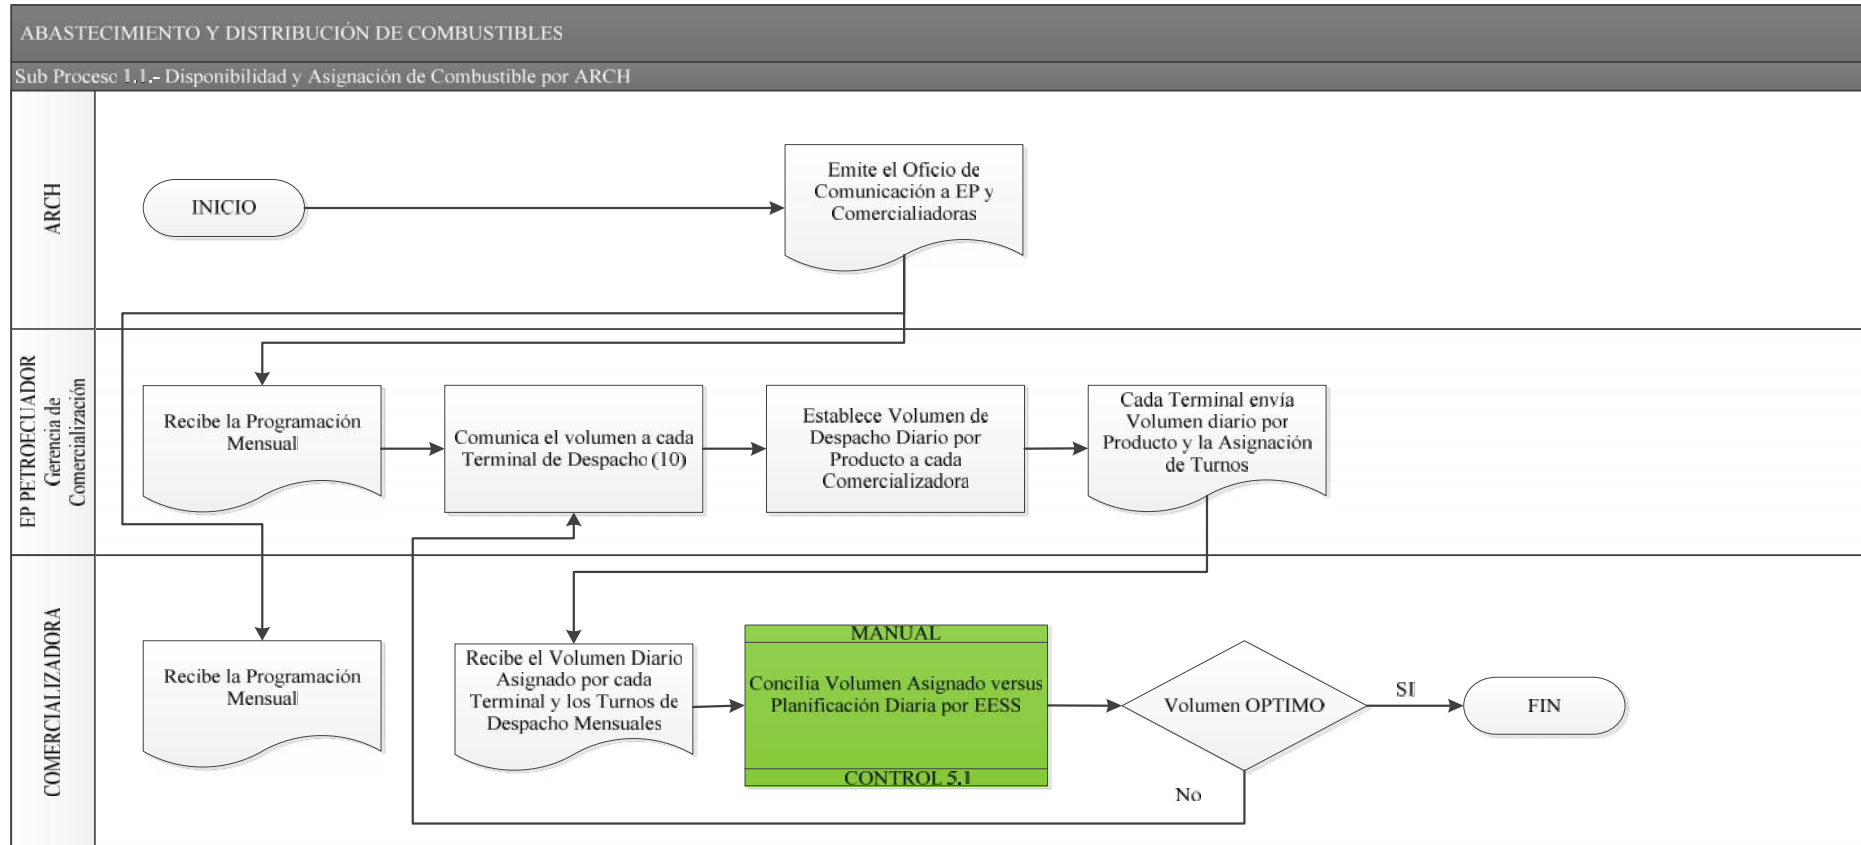 ABASTECIMIENTO Y DISTRIBUCIÓN DE COMBUSTIBLES
Sub Proceso 1.1.- Disponibilidad y Asignación de Combustible por ARCH
ARCH
INICIO
Emite el Oficio de
Comunicación a EP y
Comercialiadoras
EP PETROECUADOR
Gerencia de
Comercialización
Recibe la Programación
Mensual
Comunica el volumen a cada
Terminal de Despacho (10)
Establece Volumen de
Despacho Diario por
Producto a cada
Comercializadora
Cada Terminal envía
Volumen diario por
Producto y la Asignación
de Turnos
COMERCIALIZADORA
Recibe la Programación
Mensual
Recibe el Volumen Diario
Asignado por cada
Terminal y los Turnos de
Despacho Mensuales
MANUAL
Concilia Volumen Asignado versus
Planificación Diaria por EESS
CONTROL 5.1
Volumen OPTIMO
SI
No
FIN